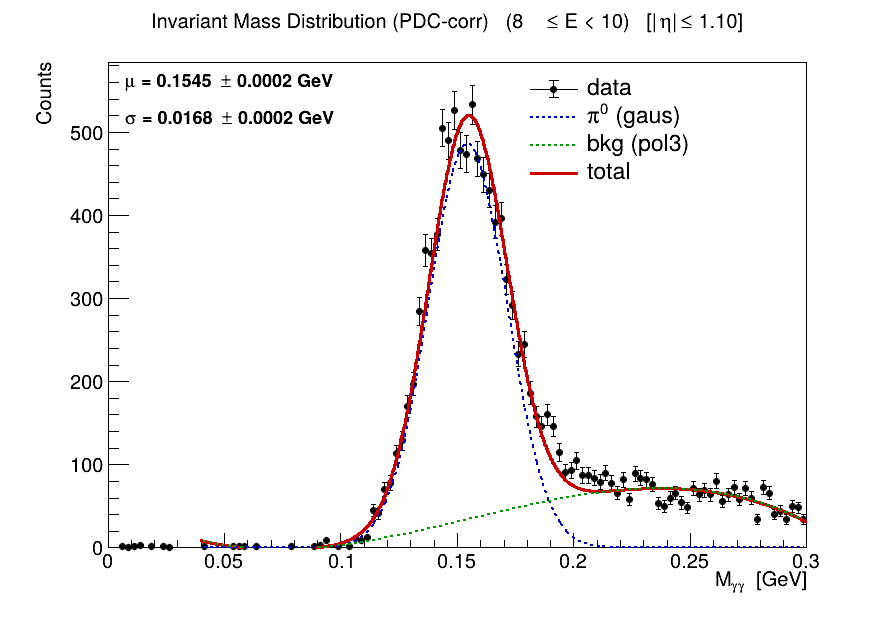 Invariant Mass Distribution (PDC-corr) (8 ≤ E < 10) [|η| ≤ 1.10]
Counts
μ = 0.1545 ± 0.0002 GeV
σ = 0.0168 ± 0.0002 GeV
data
π⁰ (gaus)
bkg (pol3)
total
500
400
300
200
100
0
0 0.05 0.1 0.15 0.2 0.25 0.3
Mγγ [GeV]